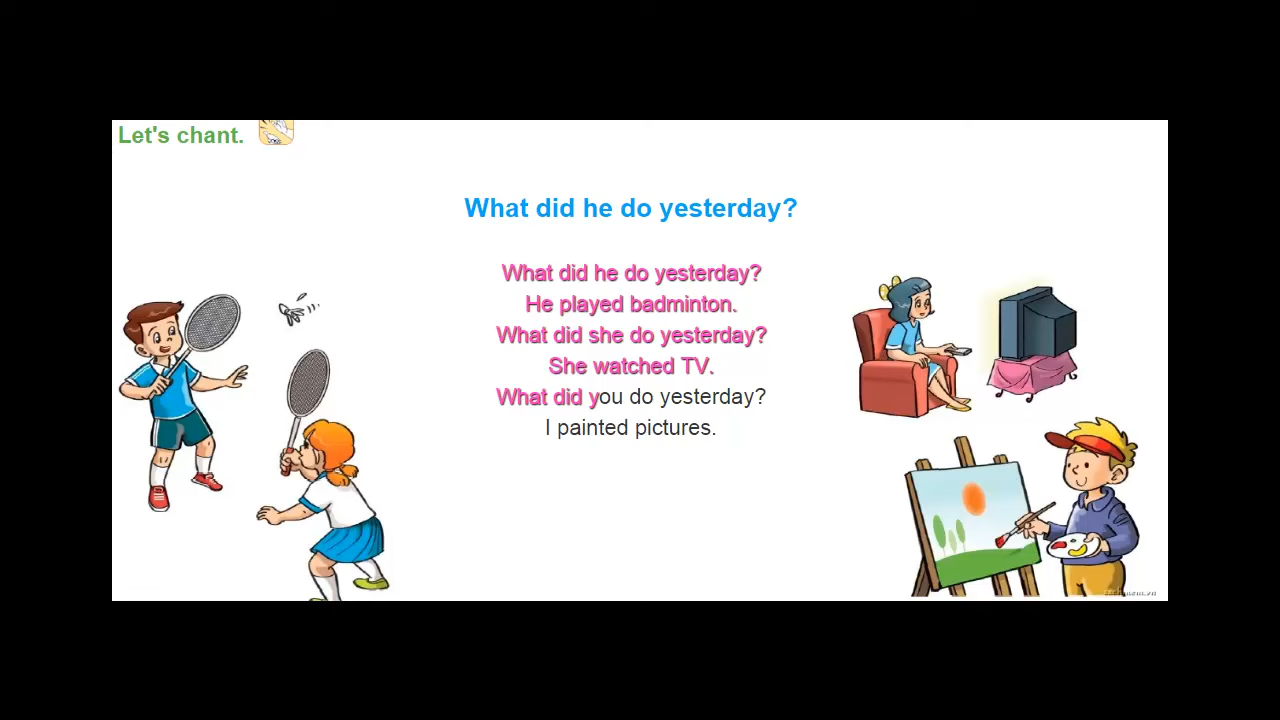 Let's chant.
What did he do yesterday?
What did he do yesterday?
He played badminton.
What did she do yesterday?
She watched TV.
What did you do yesterday?
I painted pictures.